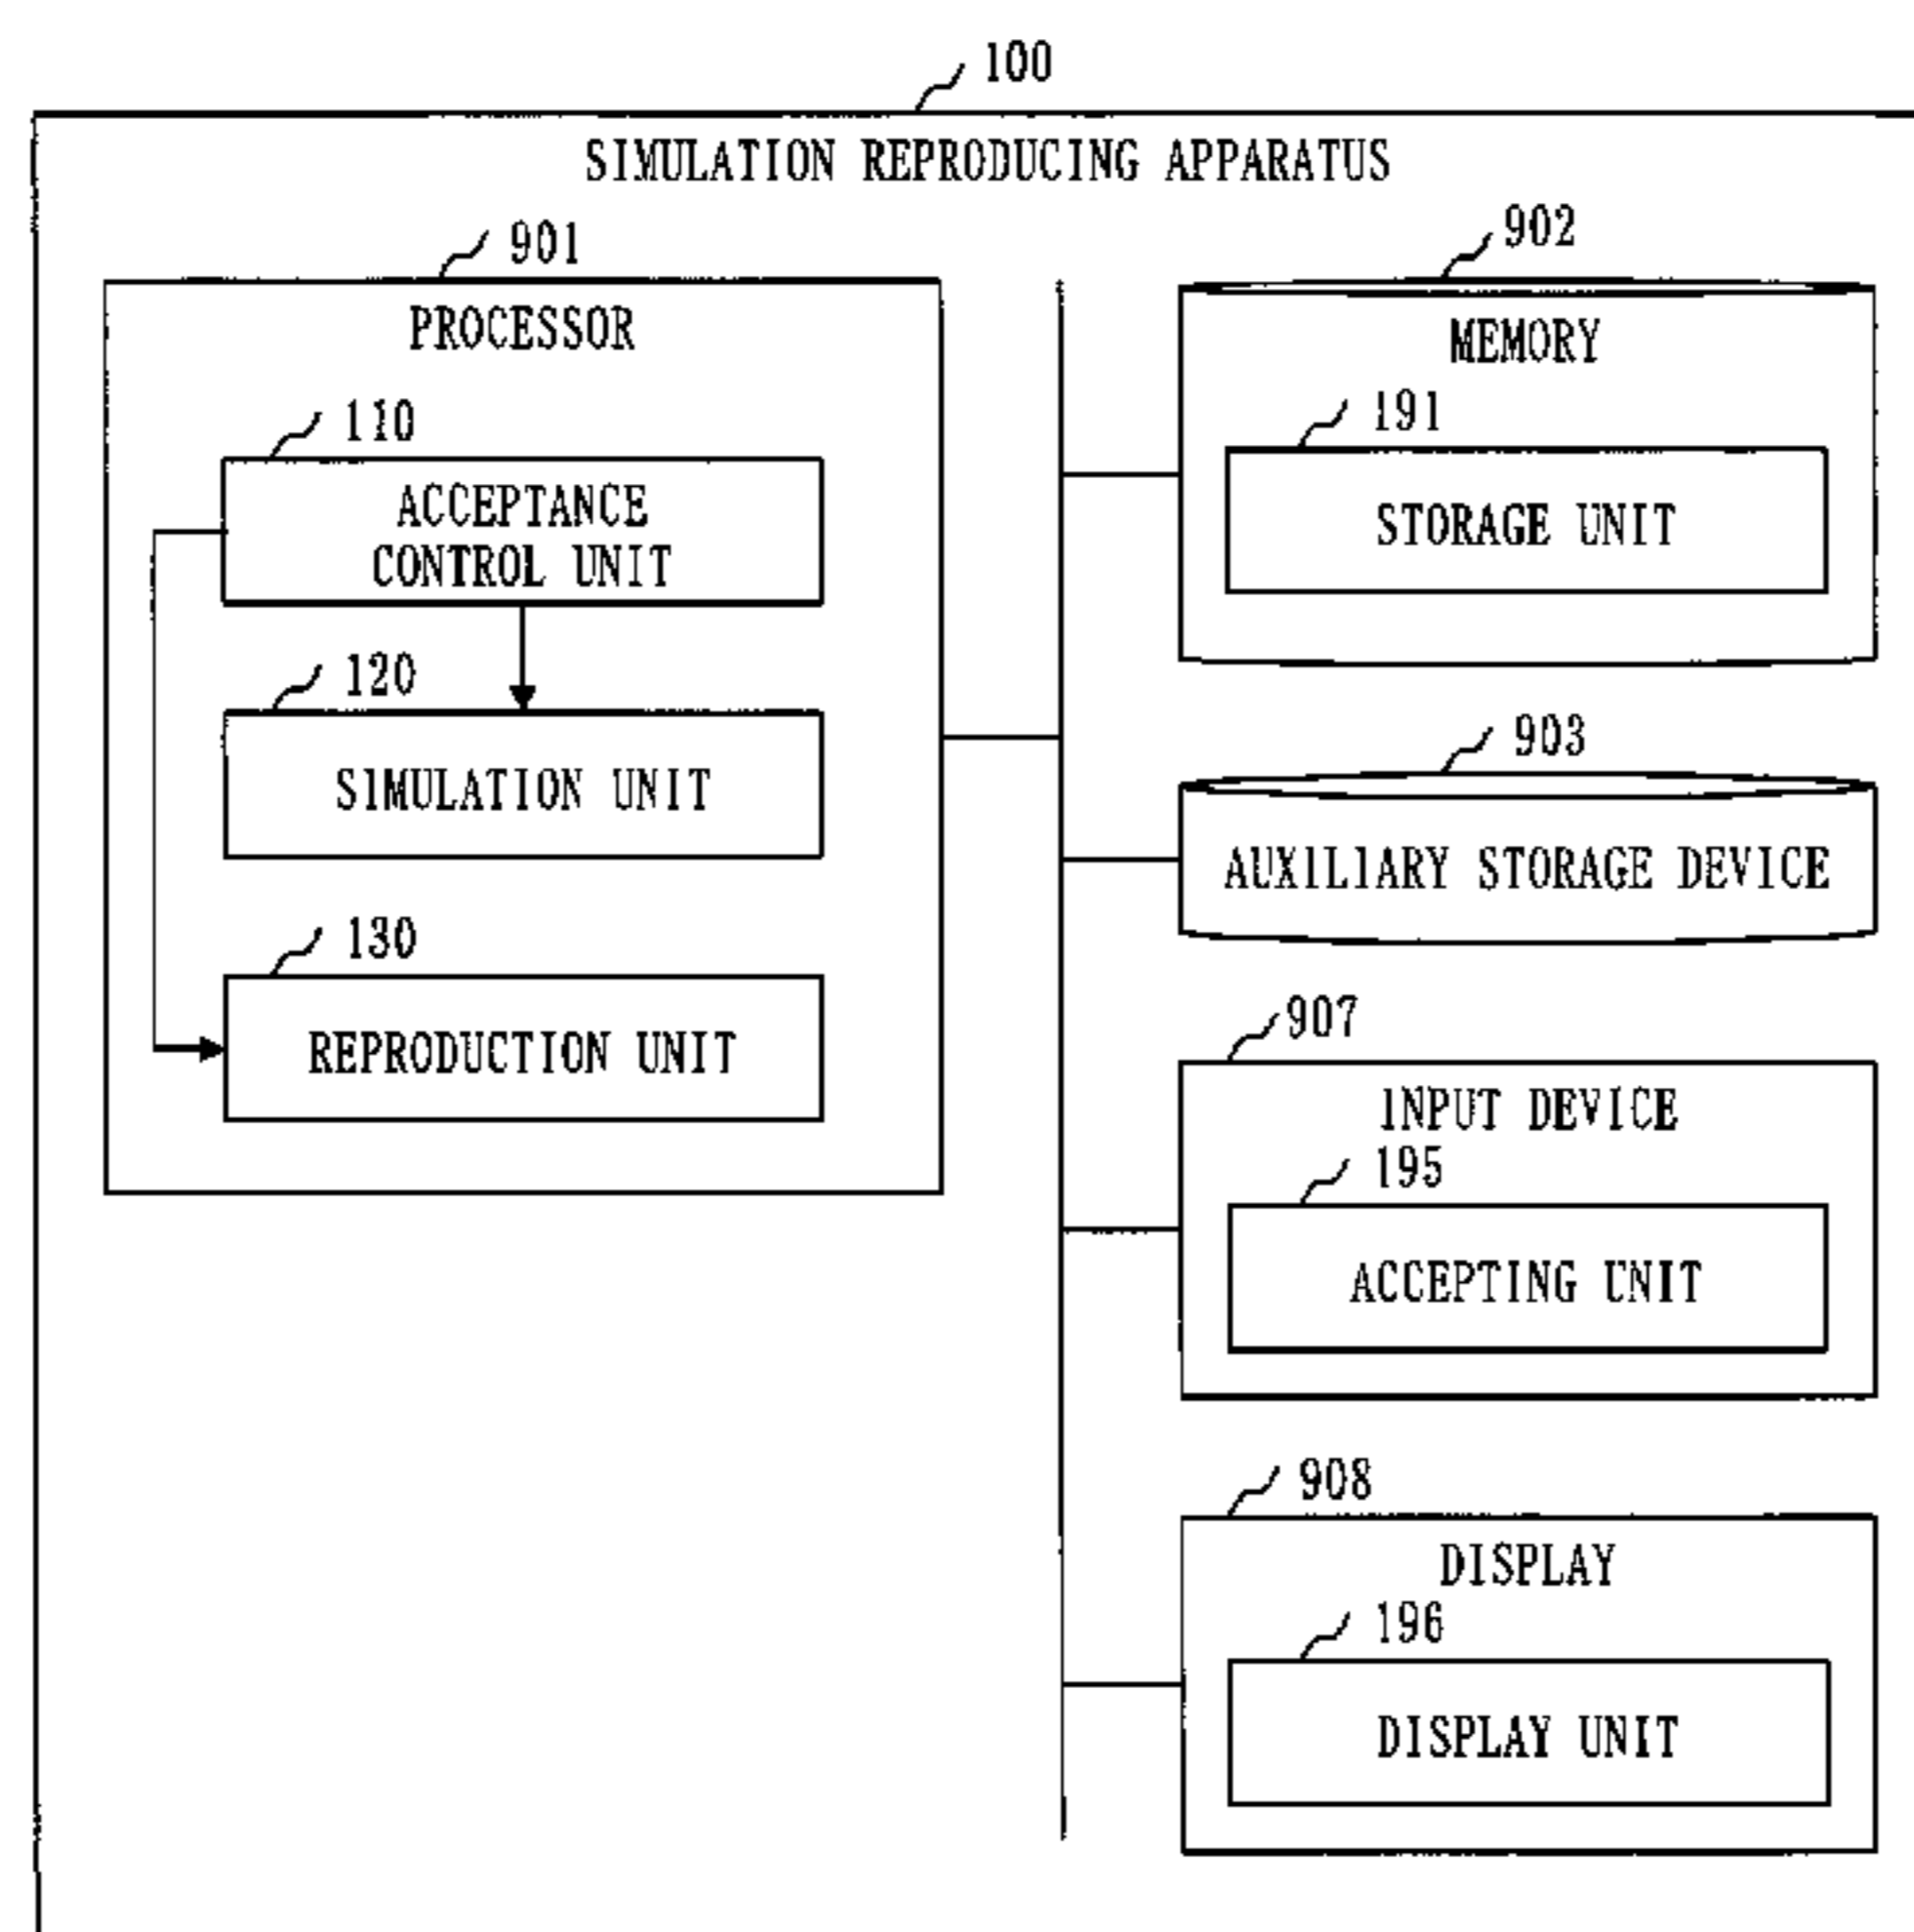 100
SIMULATION REPRODUCING APPARATUS
901
PROCESSOR
110
ACCEPTANCE
CONTROL UNIT
120
SIMULATION UNIT
130
REPRODUCTION UNIT
902
MEMORY
191
STORAGE UNIT
903
AUXILIARY STORAGE DEVICE
907
INPUT DEVICE
195
ACCEPTING UNIT
908
DISPLAY
196
DISPLAY UNIT